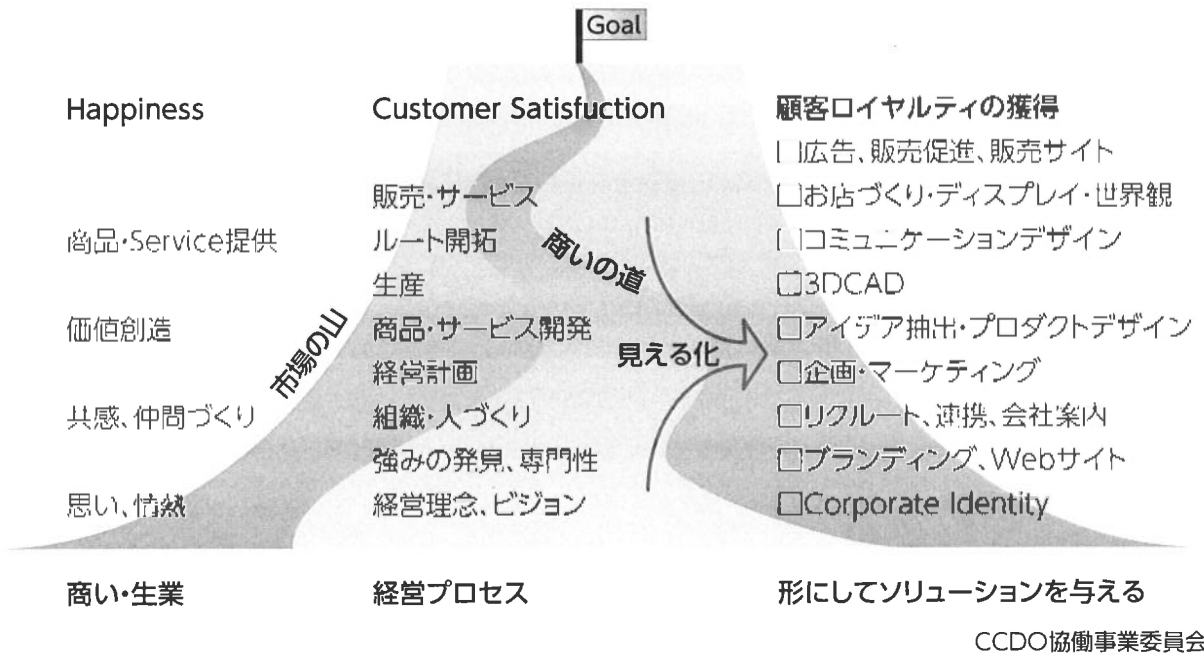 Goal
Happiness
商品・Service提供
価値創造
共感、仲間づくり
思い、情熱
商い・生業
市場の山
Customer Satisfuction
販売・サービス
ルート開拓
生産
商品・サービス開発
経営計画
組織・人づくり
強みの発見、専門性
経営理念、ビジョン
経営プロセス
商いの道
見える化
顧客ロイヤルティの獲得
□広告、販売促進、販売サイト
□お店づくり・ディスプレイ・世界観
□コミュニケーションデザイン
□3DCAD
□アイデア抽出・プロダクトデザイン
□企画・マーケティング
□リクルート、連携、会社案内
□ブランディング、Webサイト
□Corporate Identity
形にしてソリューションを与える
CCDO協働事業委員会